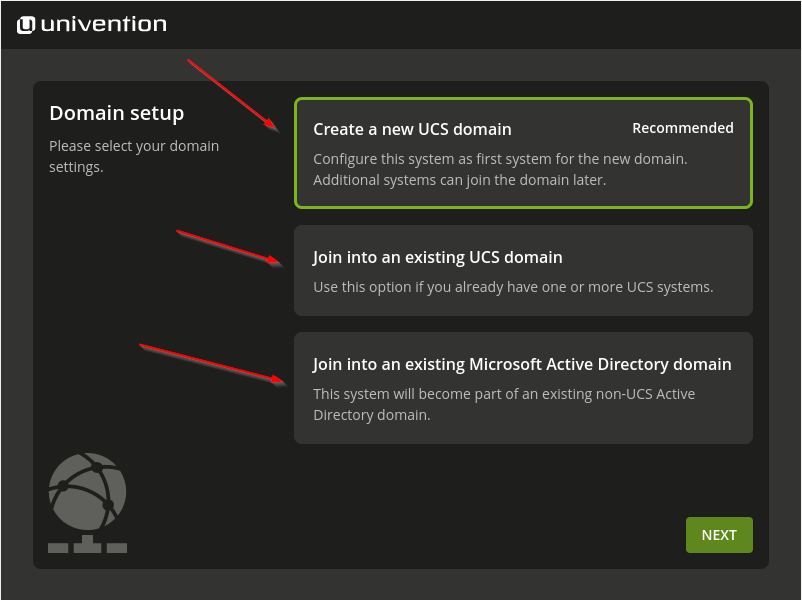 univention
Domain setup
Please select your domain
settings.
Create a new UCS domain
Recommended
Configure this system as first system for the new domain.
Additional systems can join the domain later.
Join into an existing UCS domain
Use this option if you already have one or more UCS systems.
Join into an existing Microsoft Active Directory domain
This system will become part of an existing non-UCS Active
Directory domain.
NEXT